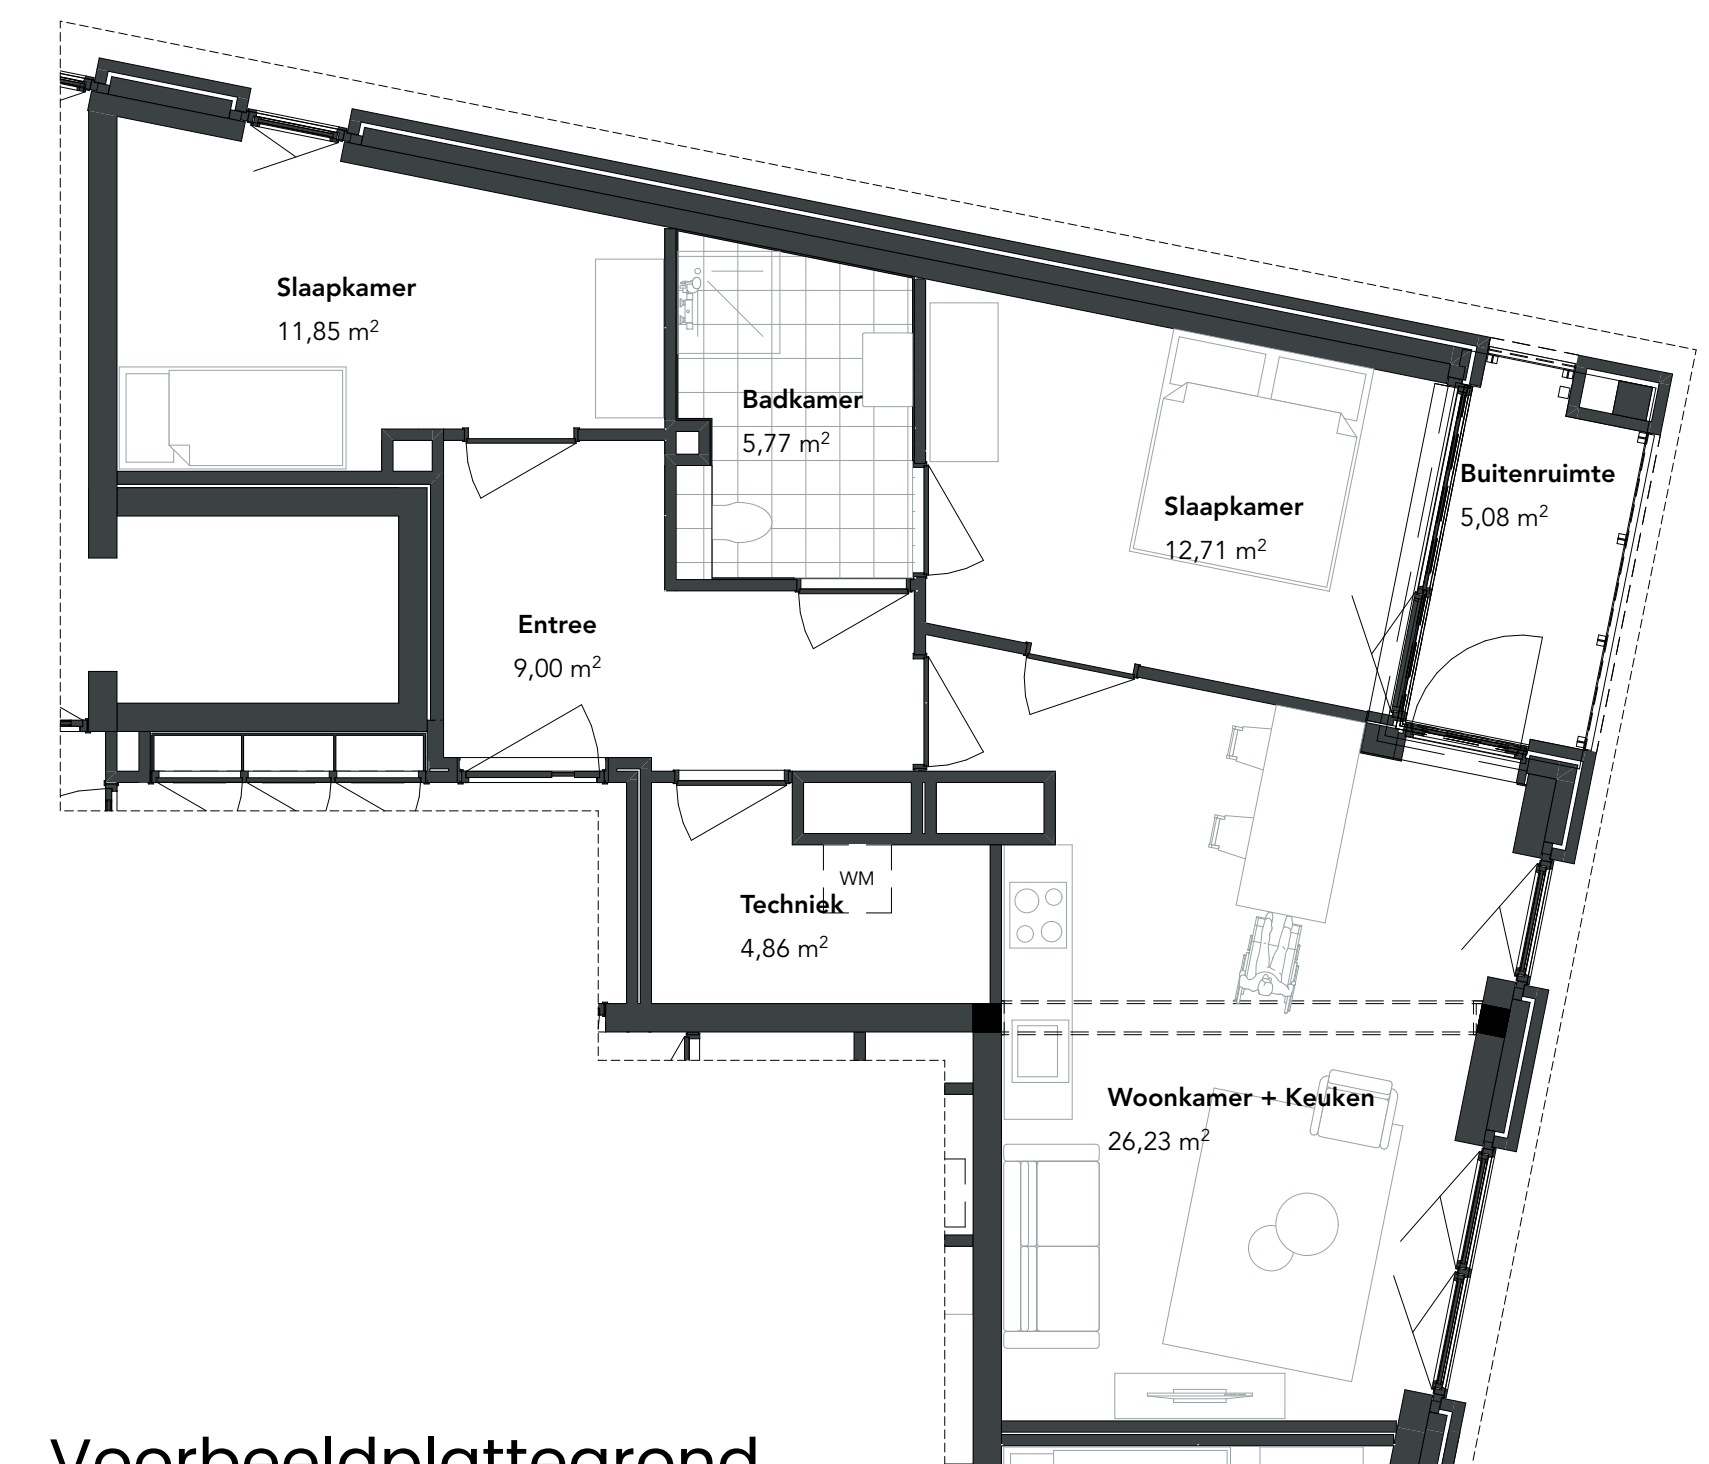 Slaapkamer
11,85 m²
Badkamer
5,77 m²
Buitenruimte
5,08 m²
Slaapkamer
12,71 m²
Entree
9,00 m²
WM
Techniek
4,86 m²
Woonkamer + Keuken
26,23 m²
Voorbeeldplattegrond